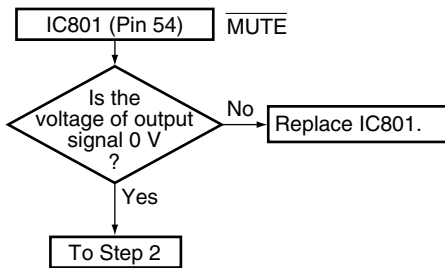 IC801 (Pin 54)
MUTE
Is the
voltage of output
signal 0 V
?
No
Replace IC801.
Yes
To Step 2